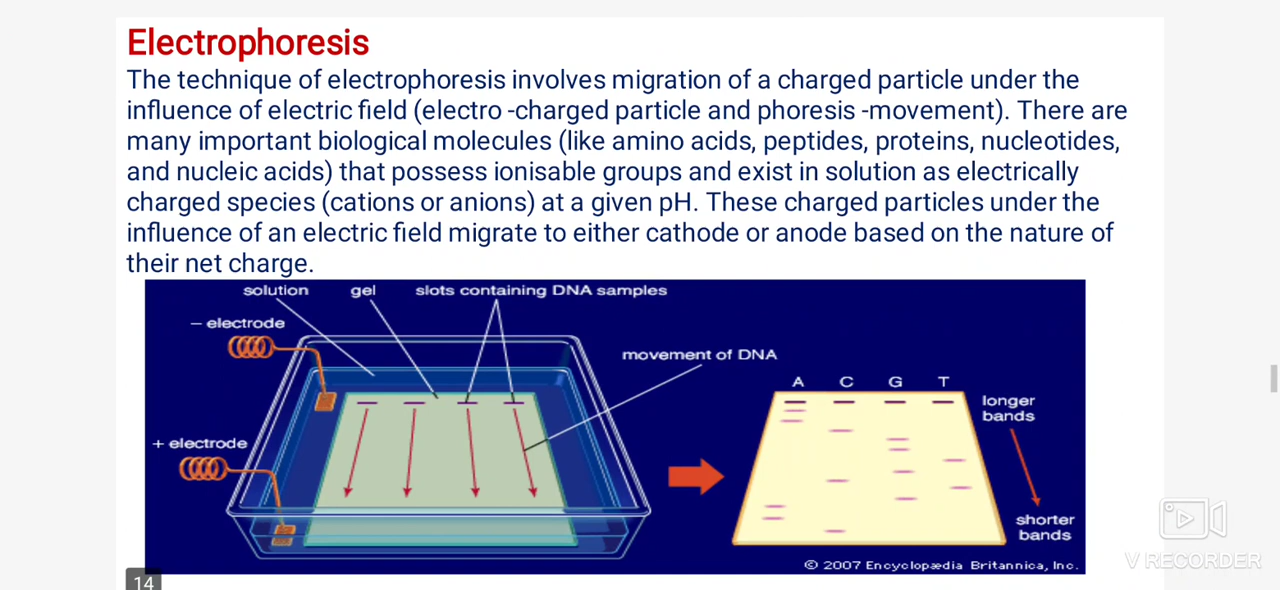 Electrophoresis
The technique of electrophoresis involves migration of a charged particle under the
influence of electric field (electro -charged particle and phoresis -movement). There are
many important biological molecules (like amino acids, peptides, proteins, nucleotides,
and nucleic acids) that possess ionisable groups and exist in solution as electrically
charged species (cations or anions) at a given pH. These charged particles under the
influence of an electric field migrate to either cathode or anode based on the nature of
their net charge.
solution gel slots containing DNA samples
– electrode
movement of DNA
A C G T
longer
bands
+ electrode
shorter
bands
© 2007 Encyclopædia Britannica, Inc.
V RECORDER
14